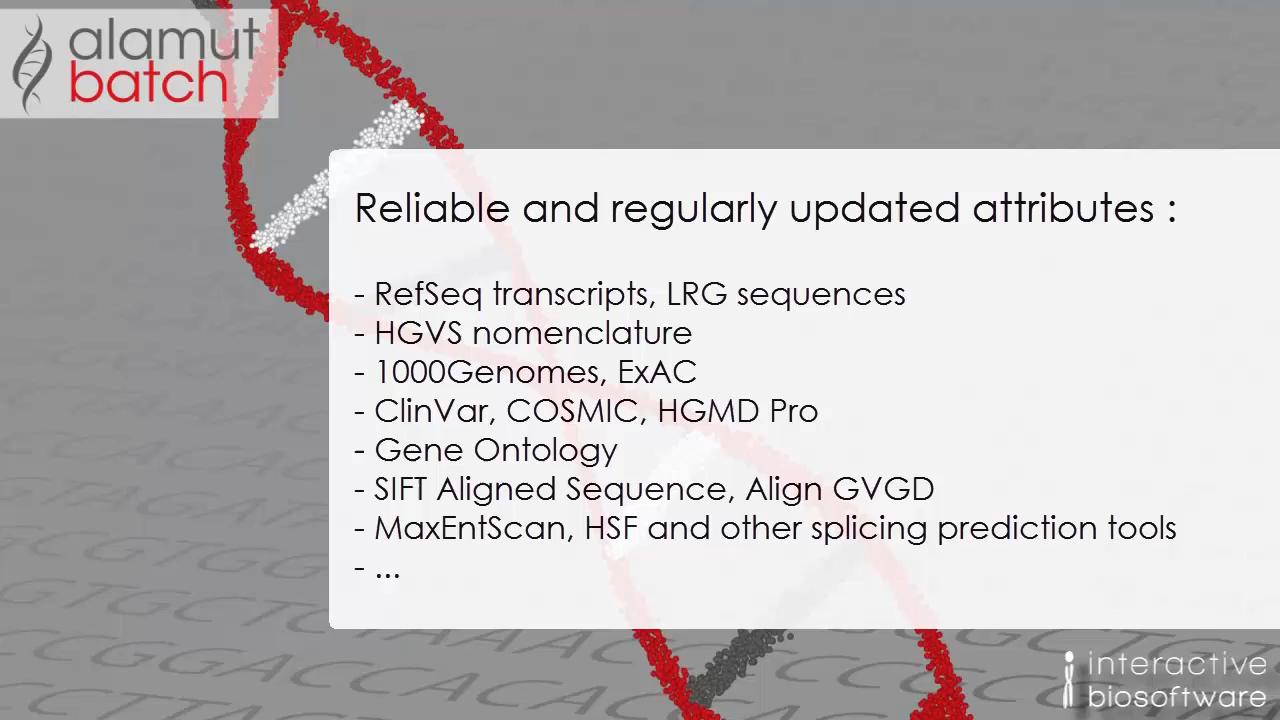 alamut
batch
Reliable and regularly updated attributes :
- RefSeq transcripts, LRG sequences
- HGVS nomenclature
- 1000Genomes, ExAC
- ClinVar, COSMIC, HGMD Pro
- Gene Ontology
- SIFT Aligned Sequence, Align GVGD
- MaxEntScan, HSF and other splicing prediction tools
- ...
interactive
biosoftware